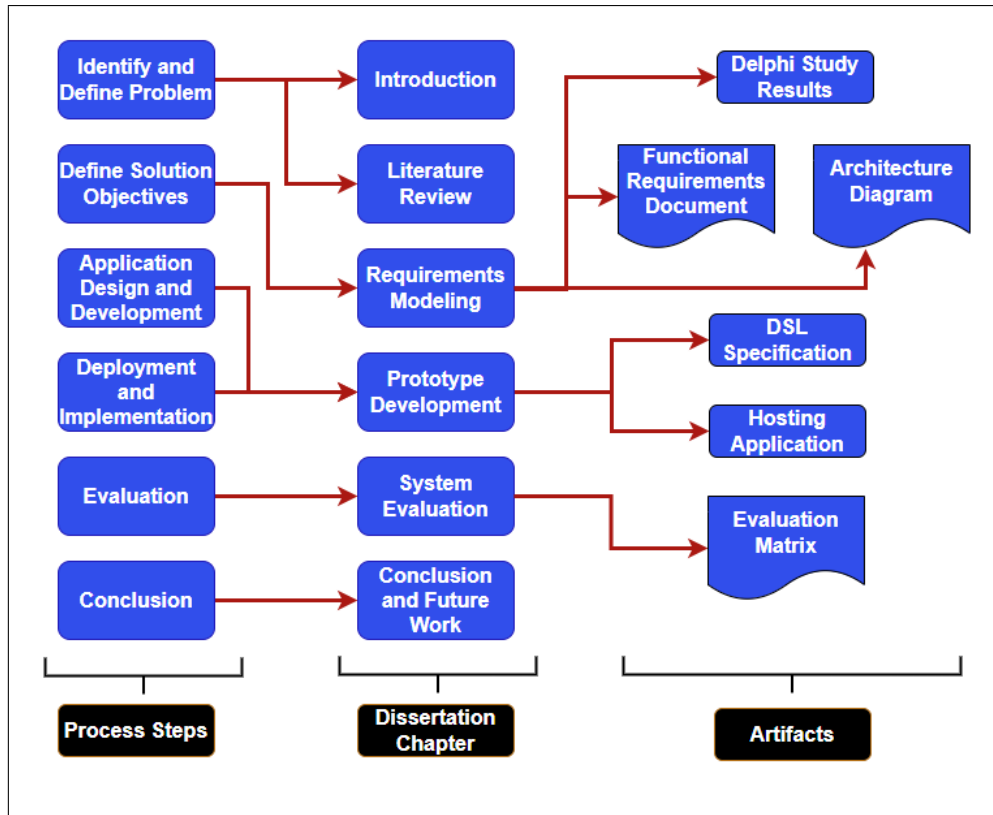 Identify and
Define Problem
Define Solution
Objectives
Application
Design and
Development
Deployment
and
Implementation
Evaluation
Conclusion
Process Steps
Introduction
Literature
Review
Requirements
Modeling
Prototype
Development
System
Evaluation
Conclusion
and Future
Work
Dissertation
Chapter
Delphi Study
Results
Functional
Requirements
Document
Architecture
Diagram
DSL
Specification
Hosting
Application
Evaluation
Matrix
Artifacts